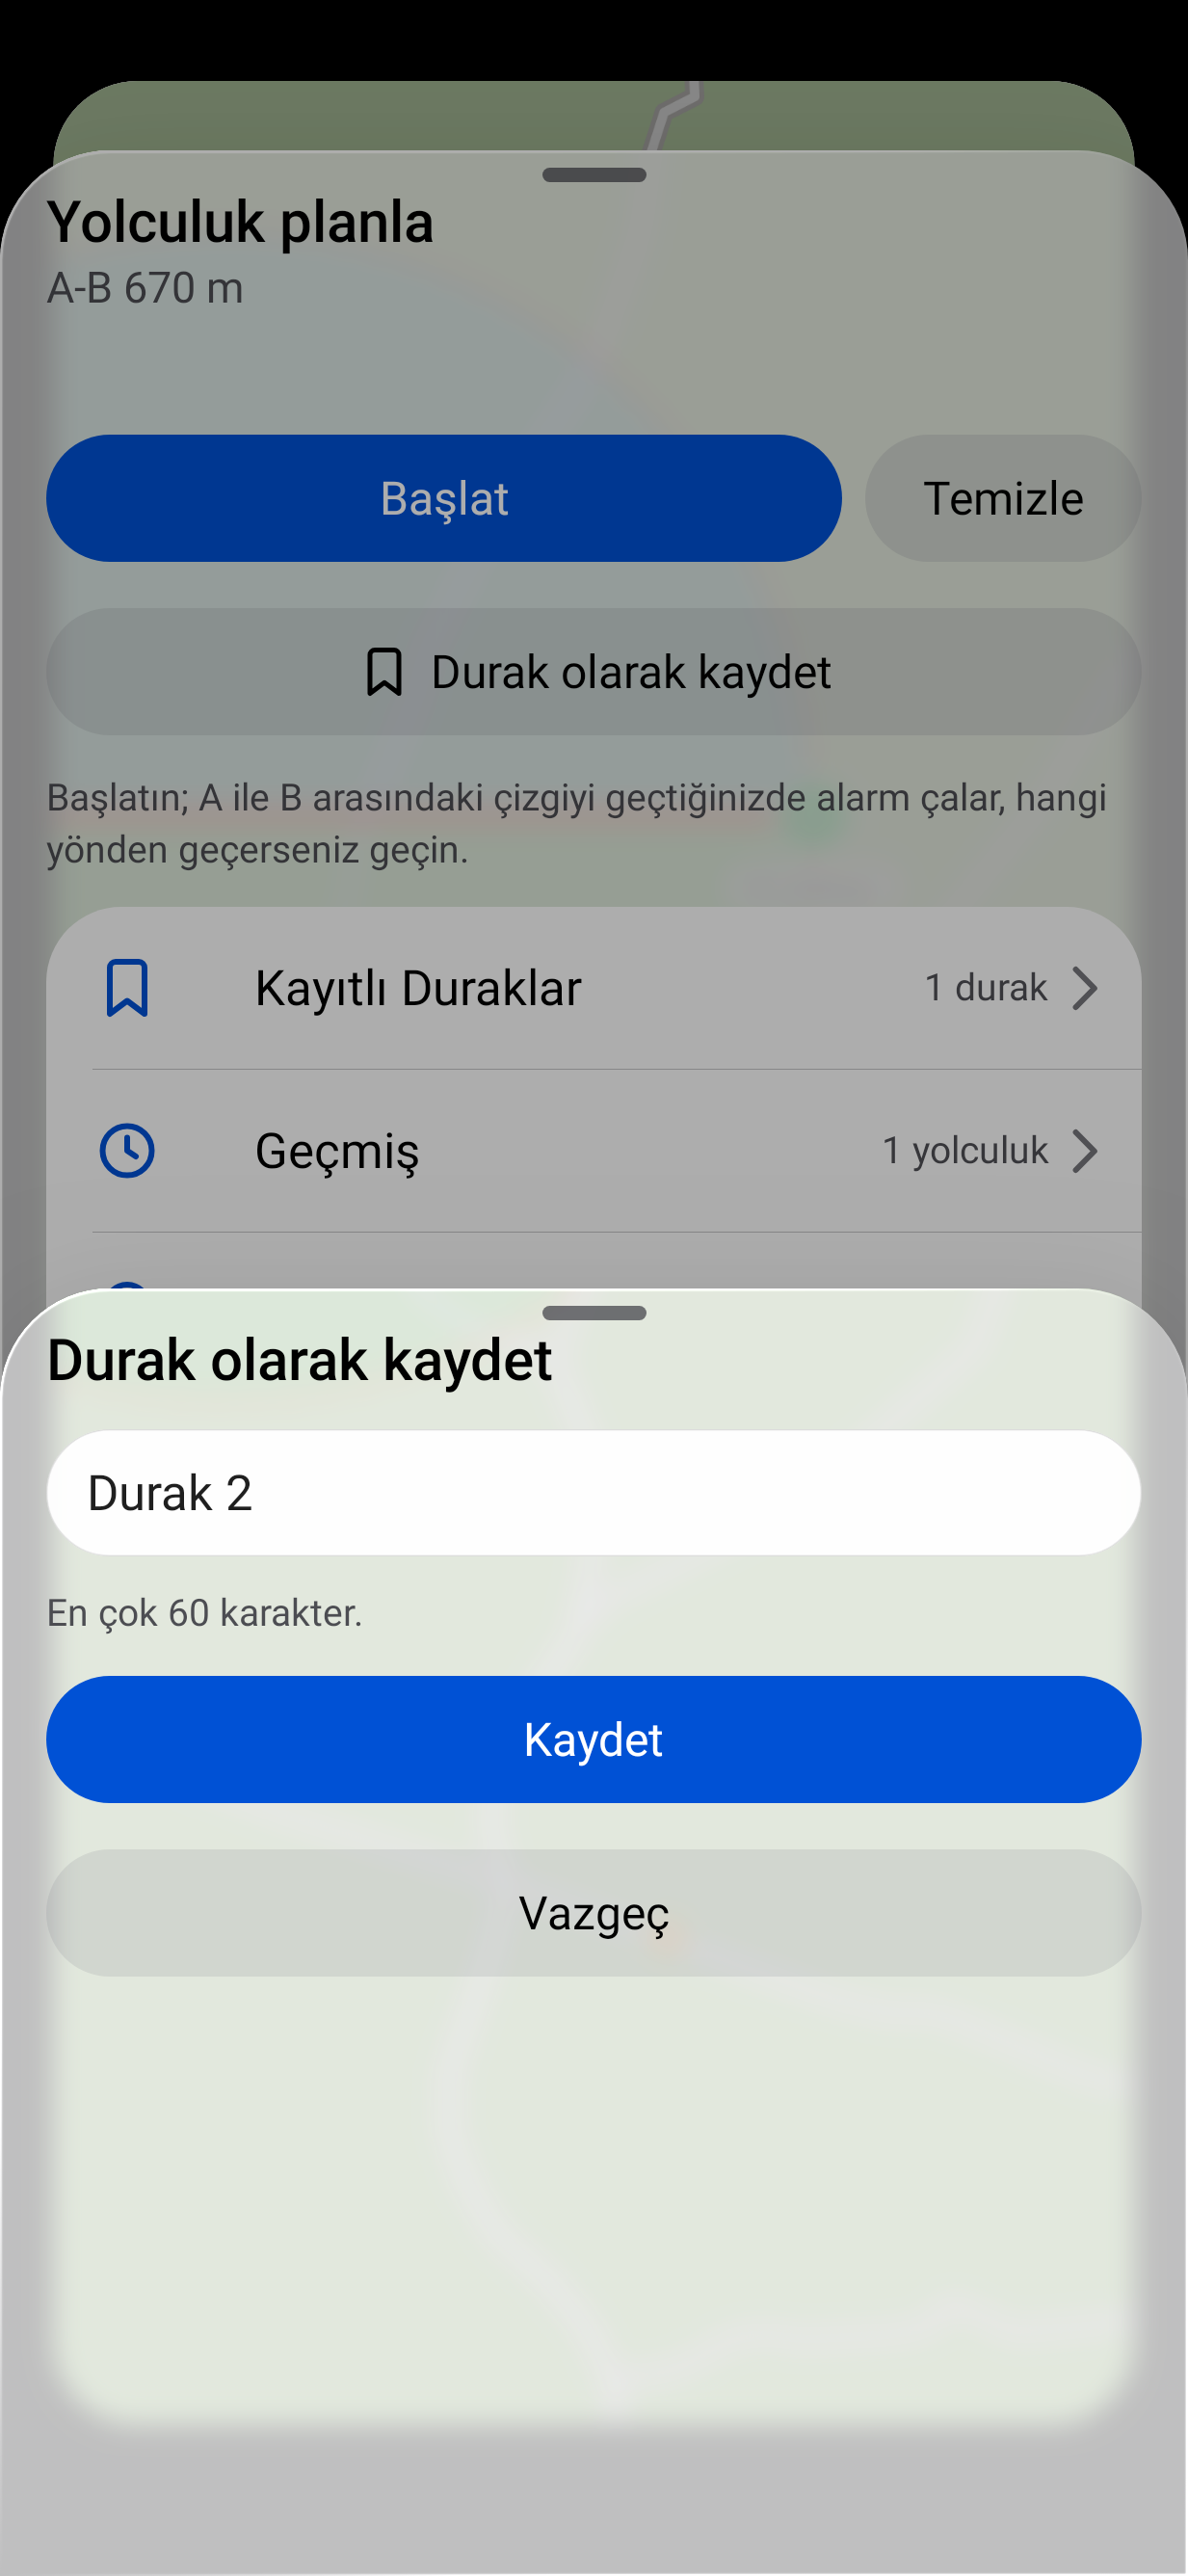 Yolculuk planla
A-B 670 m
Başlat
Temizle
Durak olarak kaydet
Başlatın; A ile B arasındaki çizgiyi geçtiğinizde alarm çalar, hangi
yönden geçerseniz geçin.
Kayıtlı Duraklar
1 durak
Geçmiş
1 yolculuk
Durak olarak kaydet
Durak 2
En çok 60 karakter.
Kaydet
Vazgeç